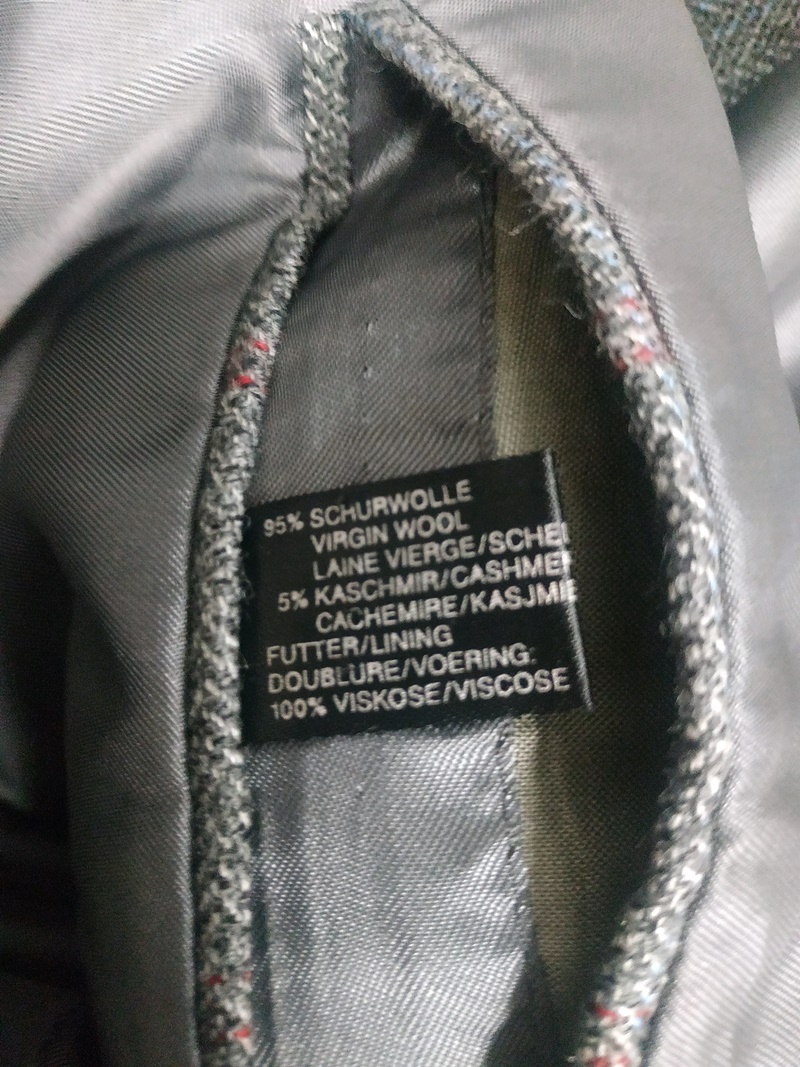 95% SCHURWOLLE
VIRGIN WOOL
LAINE VIERGE/SCHE
5% KASCHMIR/CASHME
CACHEMIRE/KASJMI
FUTTER/LINING
DOUBLURE/VOERING:
100% VISKOSE/VISCOSE